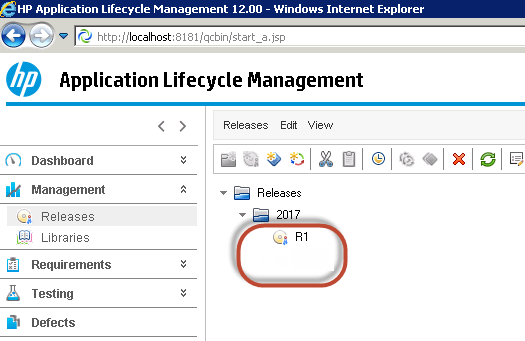 HP Application Lifecycle Management 12.00 - Windows Internet Explorer
http://localhost:8181/qcbin/start_a.jsp
hp Application Lifecycle Management
Releases Edit View
Dashboard
Management
Releases
Libraries
Requirements
Testing
Defects
Releases
2017
R1